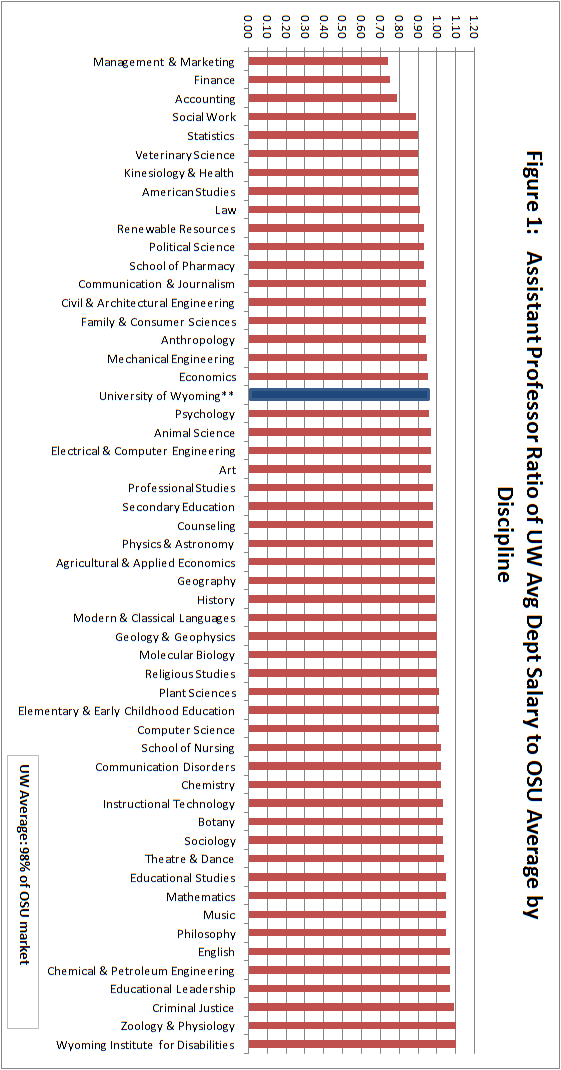 Figure 1: Assistant Professor Ratio of UW Avg Dept Salary to OSU Average by
Discipline
0.00
0.10
0.20
0.30
0.40
0.50
0.60
0.70
0.80
0.90
1.00
1.10
1.20
Management & Marketing
Finance
Accounting
Social Work
Statistics
Veterinary Science
Kinesiology & Health
American Studies
Law
Renewable Resources
Political Science
School of Pharmacy
Communication & Journalism
Civil & Architectural Engineering
Family & Consumer Sciences
Anthropology
Mechanical Engineering
Economics
University of Wyoming**
Psychology
Animal Science
Electrical & Computer Engineering
Art
Professional Studies
Secondary Education
Counseling
Physics & Astronomy
Agricultural & Applied Economics
Geography
History
Modern & Classical Languages
Geology & Geophysics
Molecular Biology
Religious Studies
Plant Sciences
Elementary & Early Childhood Education
Computer Science
School of Nursing
Communication Disorders
Chemistry
Instructional Technology
Botany
Sociology
Theatre & Dance
Educational Studies
Mathematics
Music
Philosophy
English
Chemical & Petroleum Engineering
Educational Leadership
Criminal Justice
Zoology & Physiology
Wyoming Institute for Disabilities
UW Average: 98% of OSU market